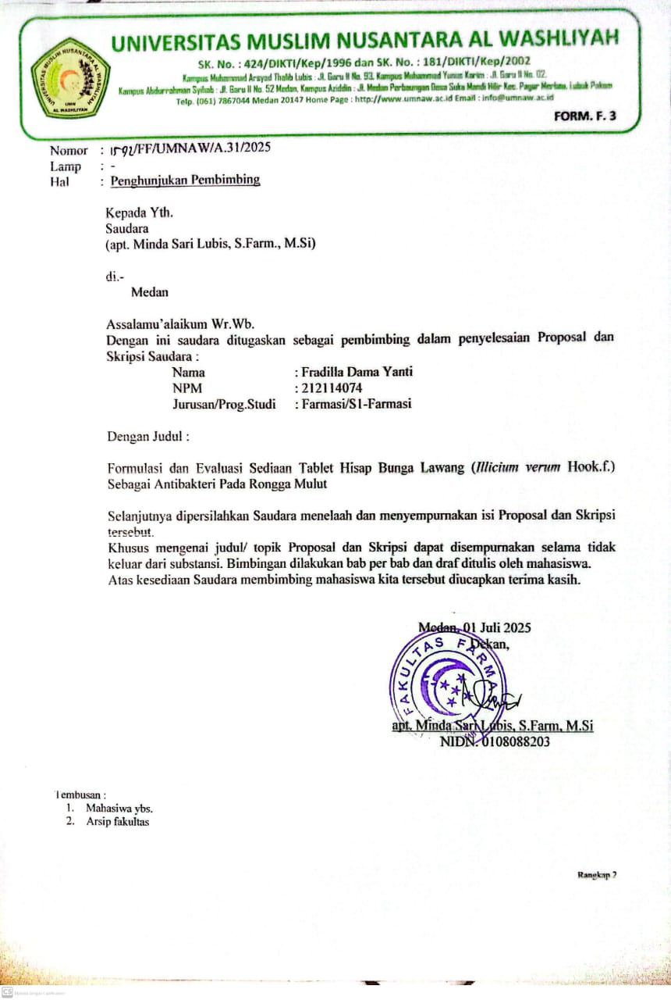 UNIVERSITAS MUSLIM NUSANTARA AL WASHLIYAH
SK. No. : 424/DIKTI/Kep/1996 dan SK. No. : 181/DIKTI/Kep/2002
Kampus Muhammad Arsyad Thalib Lubis : Jl. Garu II No. 93, Kampus Muhammad Yunus Karim : Jl. Garu II No. 02,
Kampus Abdurrahman Syihab : Jl. Garu II No. 52 Medan, Kampus Aziddin : Jl. Medan Perbaungan Desa Suka Mandi Hilir Kec. Pagar Merbau, Lubuk Pakam
Telp. (061) 7867044 Medan 20147 Home Page : http://www.umnaw.ac.id Email : info@umnaw.ac.id
UNIVERSITAS MUSLIM NUSANTARA AL WASHLIYAH
UMN
AL WASHLIYAH
FORM. F. 3
Nomor : /FF/UMNAW/A.31/2025
Lamp : -
Hal : Penghunjukan Pembimbing
Kepada Yth.
Saudara
(apt. Minda Sari Lubis, S.Farm., M.Si)
di.-
Medan
Assalamu'alaikum Wr.Wb.
Dengan ini saudara ditugaskan sebagai pembimbing dalam penyelesaian Proposal dan
Skripsi Saudara :
Nama : Fradilla Dama Yanti
NPM : 212114074
Jurusan/Prog.Studi : Farmasi/S1-Farmasi
Dengan Judul :
Formulasi dan Evaluasi Sediaan Tablet Hisap Bunga Lawang (Illicium verum Hook.f.)
Sebagai Antibakteri Pada Rongga Mulut
Selanjutnya dipersilahkan Saudara menelaah dan menyempurnakan isi Proposal dan Skripsi
tersebut.
Khusus mengenai judul/ topik Proposal dan Skripsi dapat disempurnakan selama tidak
keluar dari substansi. Bimbingan dilakukan bab per bab dan draf ditulis oleh mahasiswa.
Atas kesediaan Saudara membimbing mahasiswa kita tersebut diucapkan terima kasih.
Medan, 01 Juli 2025
Dekan,
FAKULTAS FARMA
apt. Minda Sari Lubis, S.Farm, M.Si
NIDN. 0108088203
Tembusan :
1. Mahasiwa ybs.
2. Arsip fakultas
Rangkap 2
CS